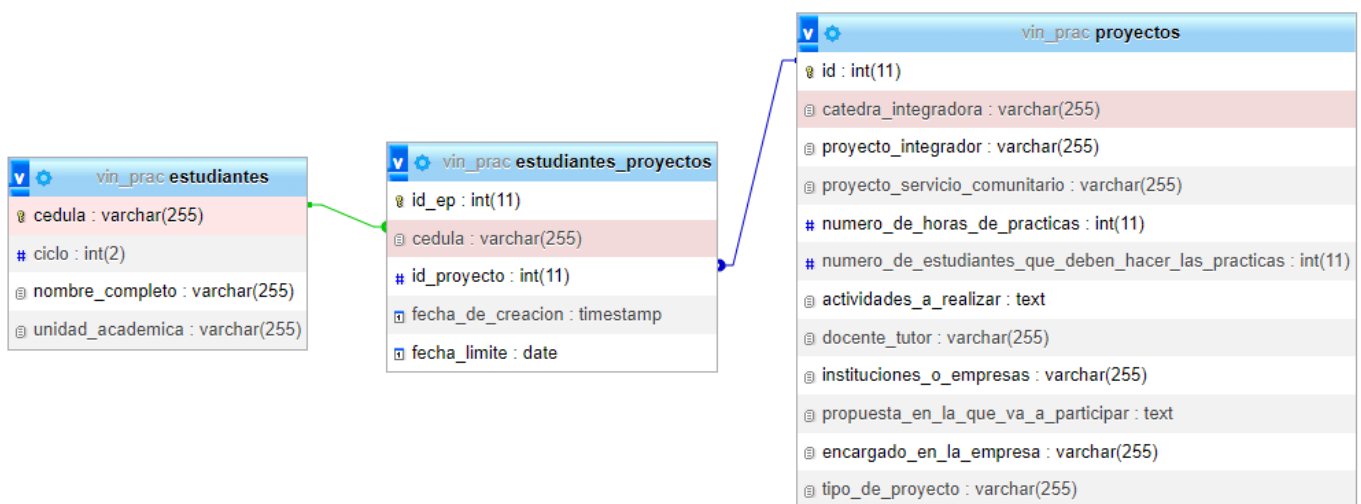 vin_prac estudiantes
cedula : varchar(255)
ciclo : int(2)
nombre_completo : varchar(255)
unidad_academica : varchar(255)
vin_prac estudiantes_proyectos
id_ep : int(11)
cedula : varchar(255)
id_proyecto : int(11)
fecha_de_creacion : timestamp
fecha_limite : date
vin_prac proyectos
id : int(11)
catedra_integradora : varchar(255)
proyecto_integrador : varchar(255)
proyecto_servicio_comunitario : varchar(255)
numero_de_horas_de_practicas : int(11)
numero_de_estudiantes_que_deben_hacer_las_practicas : int(11)
actividades_a_realizar : text
docente_tutor : varchar(255)
instituciones_o_empresas : varchar(255)
propuesta_en_la_que_va_a_participar : text
encargado_en_la_empresa : varchar(255)
tipo_de_proyecto : varchar(255)